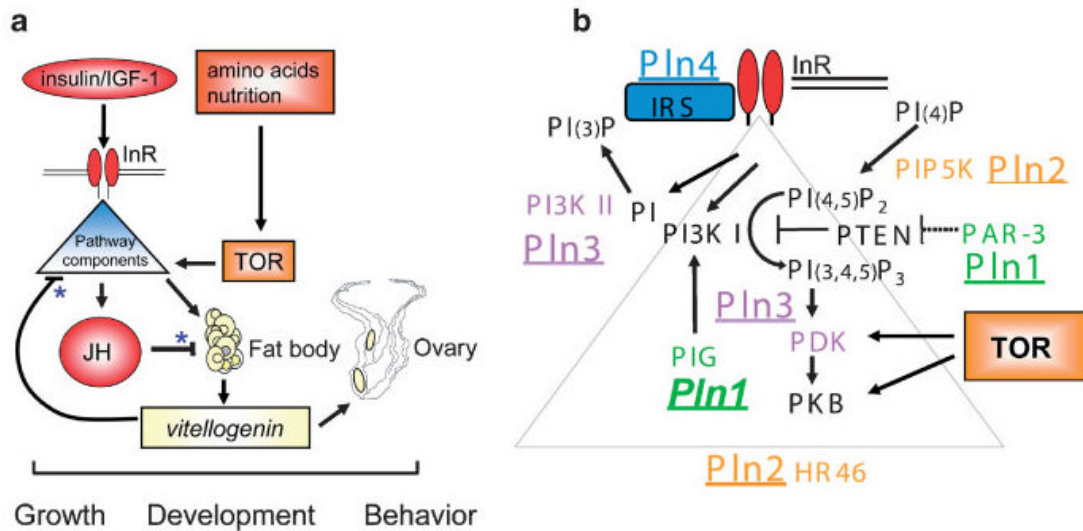 a
insulin/IGF-1
amino acids
nutrition
InR
Pathway
components
TOR
*
JH
*
Fat body
Ovary
vitellogenin
Growth
Development
Behavior
b
Pln4
IRS
InR
PI(3)P
PI(4)P
PIP5K Pln2
PI3K II
PI
Pln3
PI3K I
PI(4,5)P2
PTEN
PAR-3
Pln1
PI(3,4,5)P3
Pln3
PDK
PIG
Pln1
TOR
PKB
Pln2 HR46